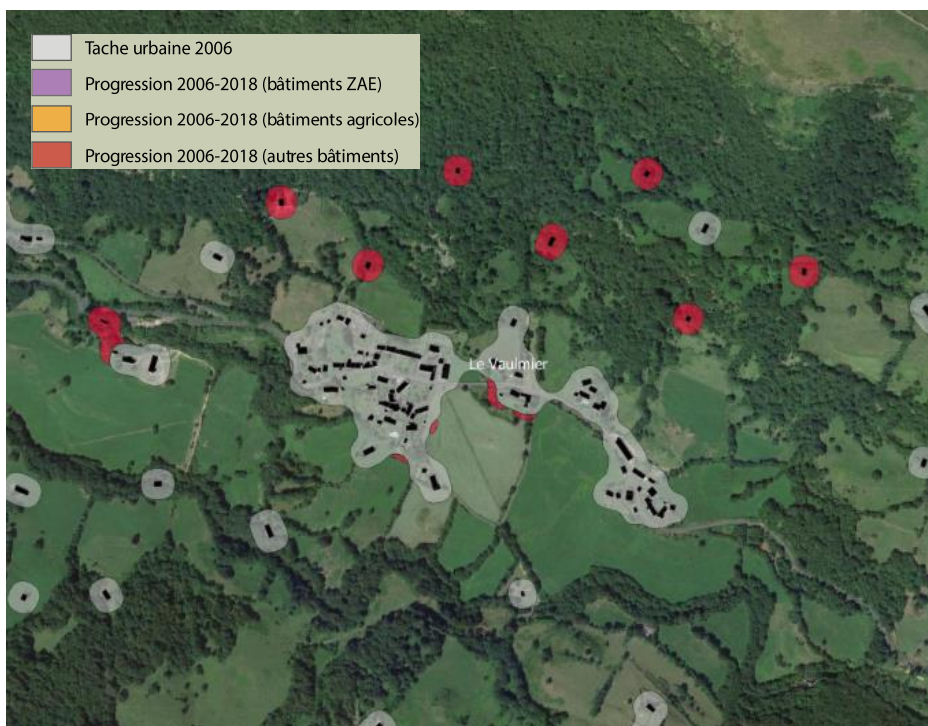 Tache urbaine 2006
Progression 2006-2018 (bâtiments ZAE)
Progression 2006-2018 (bâtiments agricoles)
Progression 2006-2018 (autres bâtiments)
Le Vaulmier